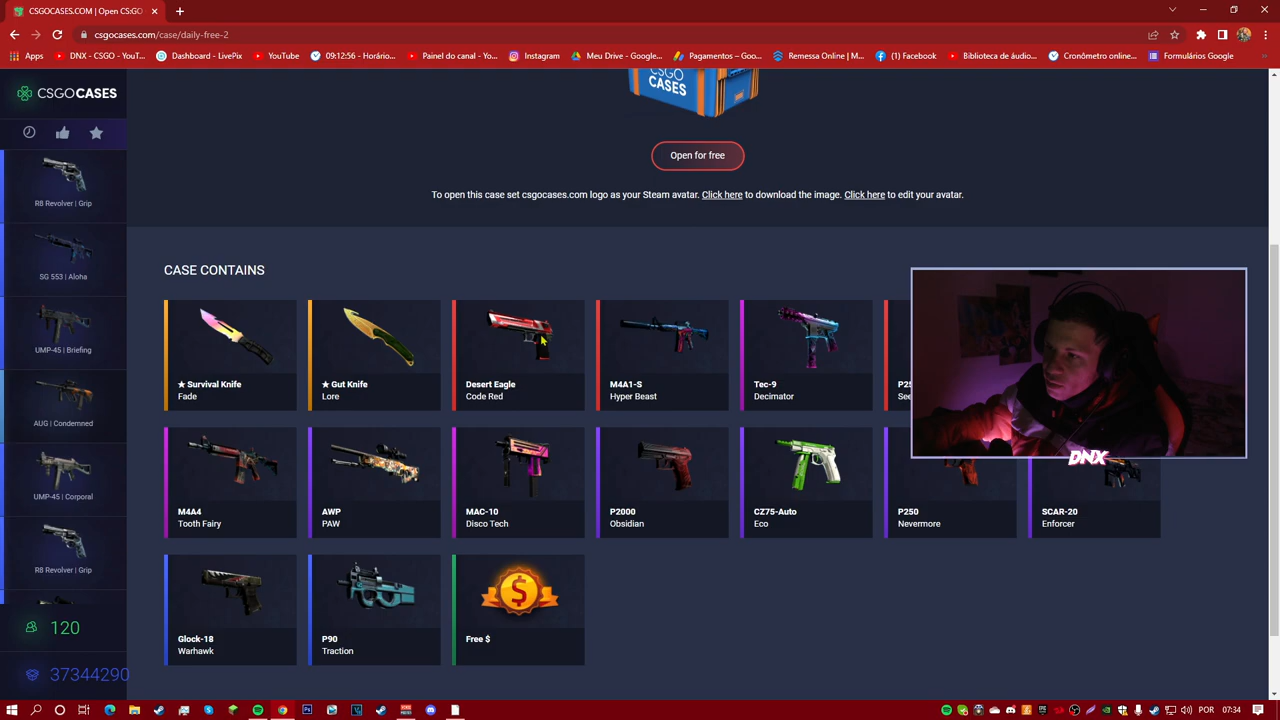 CSGOCASES.COM | Open CS:GO
csgocases.com/case/daily-free-2
Apps
DNX - CSGO - YouT...
Dashboard - LivePix
YouTube
09:12:56 - Horário...
Painel do canal - Yo...
Instagram
Meu Drive - Google...
Pagamentos – Goo...
Remessa Online | M...
(1) Facebook
Biblioteca de áudio...
Cronômetro online...
Formulários Google
CSGOCASES
CSGO
CASES
Open for free
To open this case set csgocases.com logo as your Steam avatar. Click here to download the image. Click here to edit your avatar.
R8 Revolver | Grip
SG 553 | Aloha
UMP-45 | Briefing
AUG | Condemned
UMP-45 | Corporal
R8 Revolver | Grip
120
37344290
CASE CONTAINS
★ Survival Knife
Fade
★ Gut Knife
Lore
Desert Eagle
Code Red
M4A1-S
Hyper Beast
Tec-9
Decimator
P25
See
DNX
M4A4
Tooth Fairy
AWP
PAW
MAC-10
Disco Tech
P2000
Obsidian
CZ75-Auto
Eco
P250
Nevermore
SCAR-20
Enforcer
Glock-18
Warhawk
P90
Traction
Free $
POR
07:34